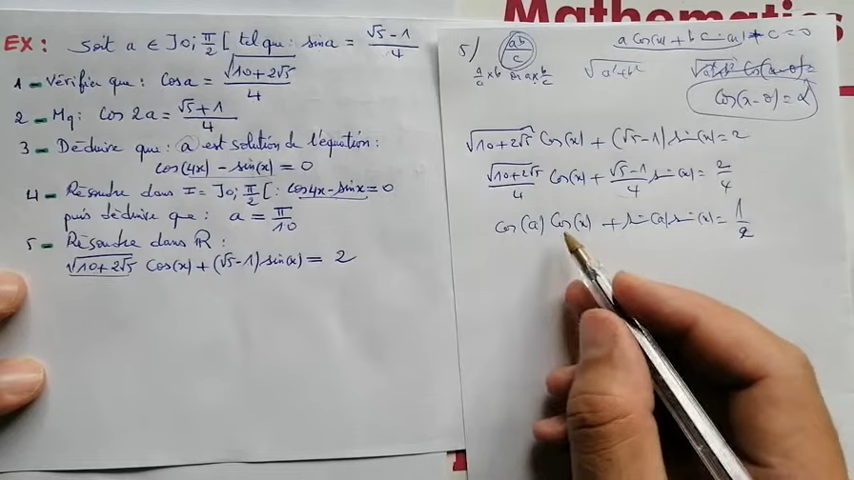 Mathematics
EX: Soit a ∈ ]0; π/2[ tel que: sin a = (√5 - 1)/4
1 - Vérifier que: cos a = √(10+2√5)/4
2 - Mq: cos 2a = (√5 + 1)/4
3 - Déduire que: a est solution de l'équation:
cos(4x) - sin(x) = 0
4 - Résoudre dans I = ]0; π/2[ : cos4x - sinx = 0
puis déduire que: a = π/10
5 - Résoudre dans ℝ :
√(10+2√5) cos(x) + (√5-1) sin(x) = 2
5/ ab/c
a/c × b or a × b/c
√(a²+b²)
cos(x-θ) = α
√(10+2√5) cos(x) + (√5-1) sin(x) = 2
√(10+2√5)/4 cos(x) + (√5-1)/4 sin(x) = 2/4
cos(a) cos(x) + sin(a) sin(x) = 1/2